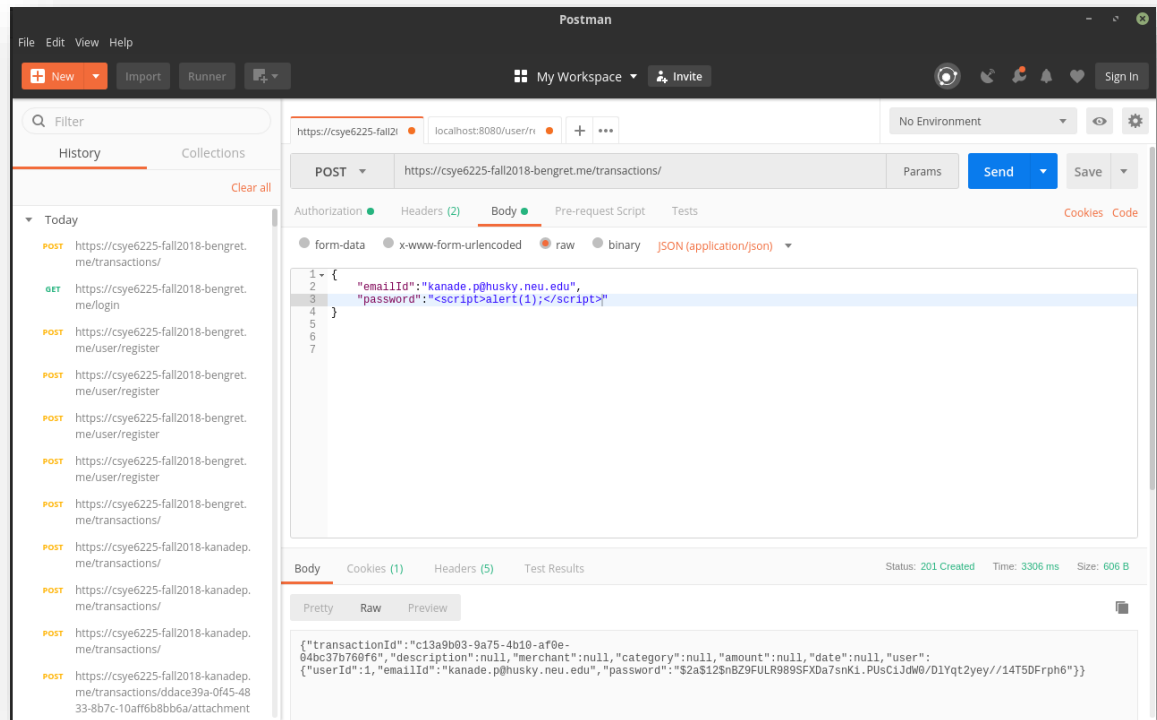 Postman
File Edit View Help
New Import Runner My Workspace Invite Sign In
Filter
History Collections
Clear all
Today
POST https://csye6225-fall2018-bengret.
me/transactions/
GET https://csye6225-fall2018-bengret.
me/login
POST https://csye6225-fall2018-bengret.
me/user/register
POST https://csye6225-fall2018-bengret.
me/user/register
POST https://csye6225-fall2018-bengret.
me/user/register
POST https://csye6225-fall2018-bengret.
me/user/register
POST https://csye6225-fall2018-bengret.
me/transactions/
POST https://csye6225-fall2018-kanadep.
me/transactions/
POST https://csye6225-fall2018-kanadep.
me/transactions/
POST https://csye6225-fall2018-kanadep.
me/transactions/
POST https://csye6225-fall2018-kanadep.
me/transactions/ddace39a-0f45-48
33-8b7c-10aff6b8bb6a/attachment
https://csye6225-fall2 localhost:8080/user/re No Environment
POST https://csye6225-fall2018-bengret.me/transactions/ Params Send Save
Authorization Headers (2) Body Pre-request Script Tests Cookies Code
form-data x-www-form-urlencoded raw binary JSON (application/json)
1 {
2 "emailId":"kanade.p@husky.neu.edu",
3 "password":"<script>alert(1);</script>"
4 }
5
6
7
Body Cookies (1) Headers (5) Test Results Status: 201 Created Time: 3306 ms Size: 606 B
Pretty Raw Preview
{"transactionId":"c13a9b03-9a75-4b10-af0e-
04bc37b760f6","description":null,"merchant":null,"category":null,"amount":null,"date":null,"user":
{"userId":1,"emailId":"kanade.p@husky.neu.edu","password":"$2a$12$nBZ9FULR989SFXDa7snKi.PUsCiJdW0/DlYqt2yey//14T5DFrph6"}}